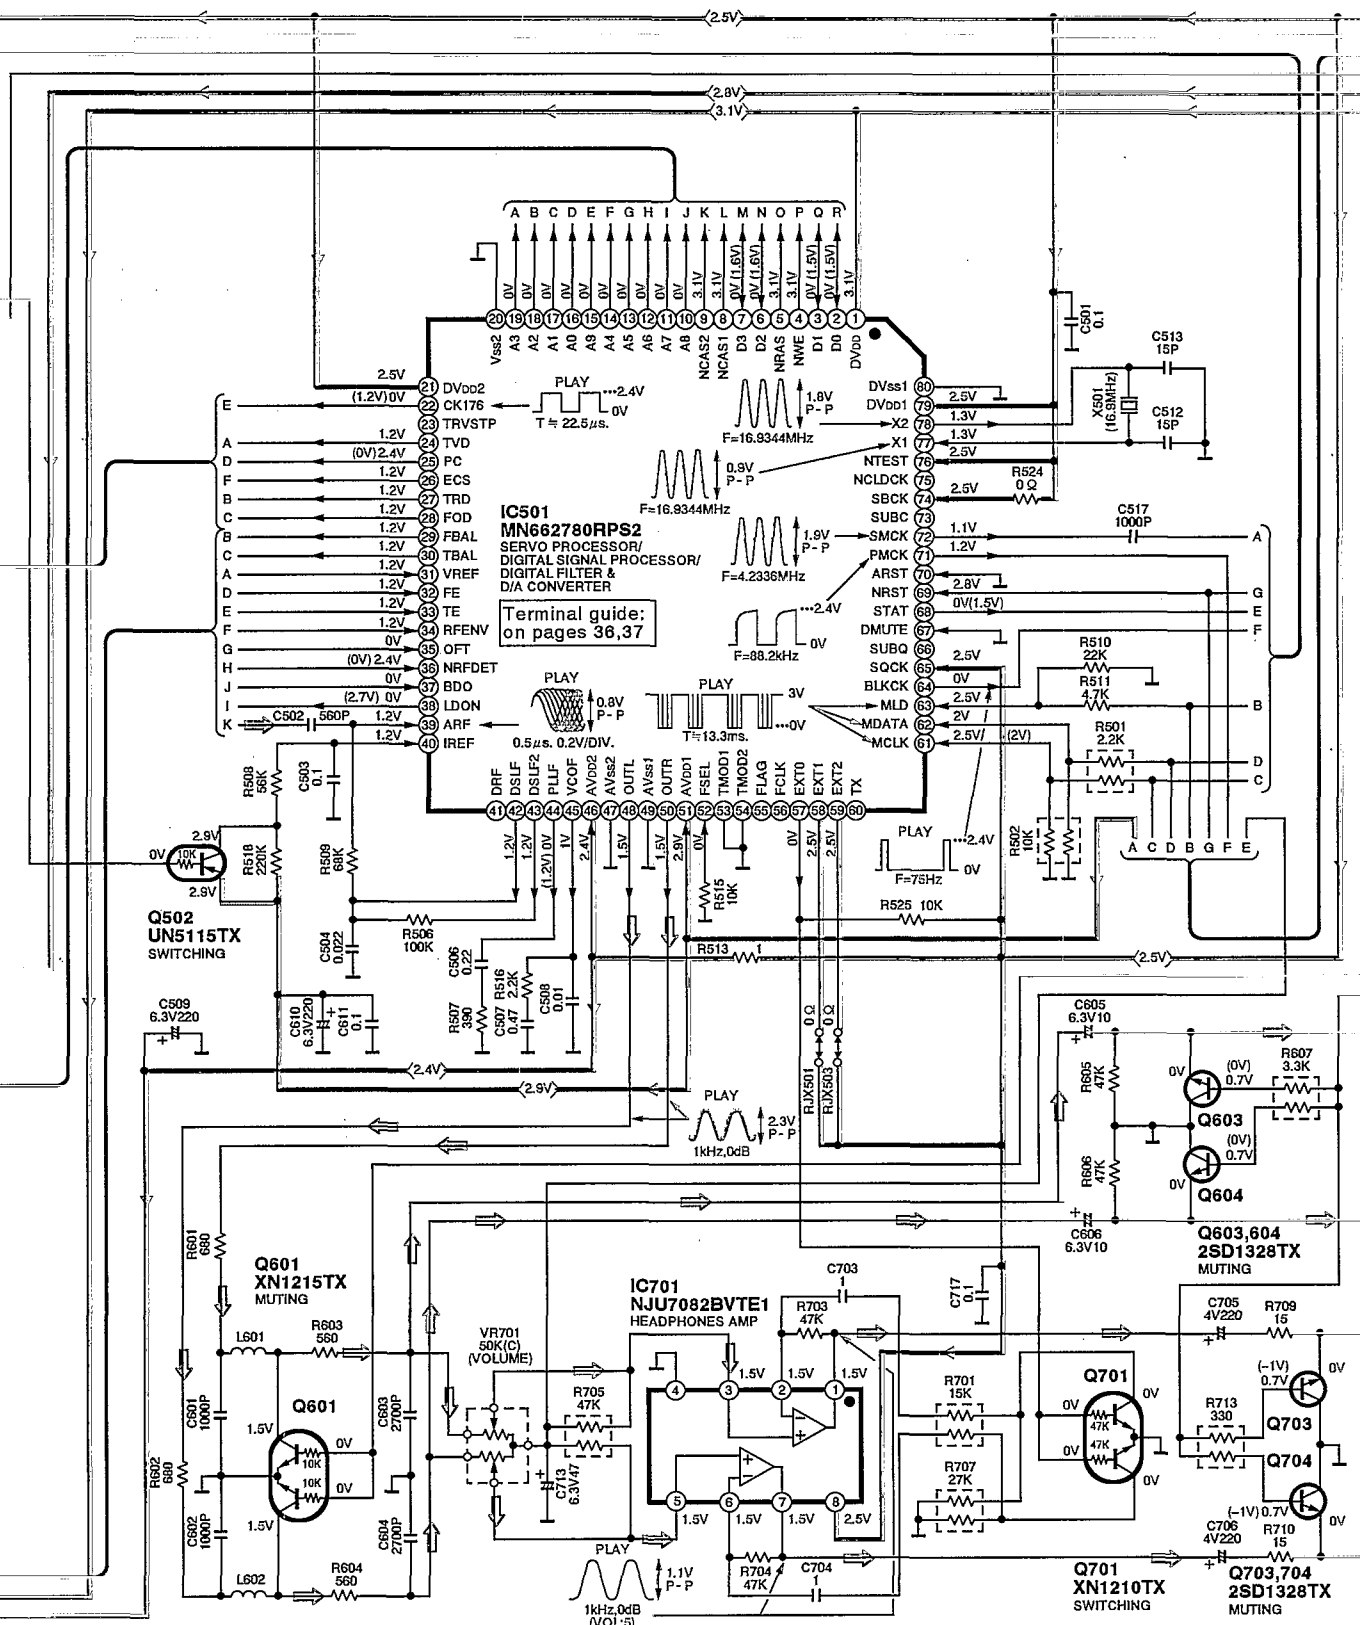 2.5V
2.8V
3.1V
A B C D E F G H I J K L M N O P Q R
0V 0V 0V 0V 0V 0V 0V 0V 0V 0V 3.1V 3.1V 0V (1.6V) 0V (1.6V) 3.1V 3.1V 0V (1.5V) 0V (1.5V) 3.1V
20 19 18 17 16 15 14 13 12 11 10 9 8 7 6 5 4 3 2 1
Vss2 A3 A2 A1 A0 A9 A4 A5 A6 A7 A8 NCAS2 NCAS1 D3 D2 NRAS NWE D1 D0 DVDD
C501
0.1
C513
15P
X501
(16.9MHz)
C512
15P
2.5V 21 DVDD2
E (1.2V) 0V 22 CK176
23 TRVSTP
A 1.2V 24 TVD
D (0V) 2.4V 25 PC
F 1.2V 26 ECS
B 1.2V 27 TRD
C 1.2V 28 FOD
B 1.2V 29 FBAL
C 1.2V 30 TBAL
A 1.2V 31 VREF
D 1.2V 32 FE
E 1.2V 33 TE
F 1.2V 34 RFENV
G 0V 35 OFT
H (0V) 2.4V 36 NRFDET
J 0V 37 BDO
I (2.7V) 0V 38 LDON
K C502 560P 1.2V 39 ARF
1.2V 40 IREF
PLAY
2.4V
0V
T≒22.5µs.
1.8V
P-P
F=16.9344MHz
0.9V
P-P
F=16.9344MHz
IC501
MN662780RPS2
SERVO PROCESSOR/
DIGITAL SIGNAL PROCESSOR/
DIGITAL FILTER &
D/A CONVERTER
Terminal guide:
on pages 36,37
1.9V
P-P
F=4.2336MHz
2.4V
0V
F=88.2kHz
PLAY
0.8V
P-P
0.5µs. 0.2V/DIV.
PLAY
3V
0V
T≒13.3ms.
DVss1 80
DVDD1 79 2.5V
X2 78 1.3V
X1 77 1.3V
NTEST 76 2.5V
NCLDCK 75
SBCK 74 2.5V
R524
0Ω
SUBC 73
SMCK 72 1.1V
C517
1000P
A
PMCK 71 1.2V
ARST 70
NRST 69 2.8V G
STAT 68 0V(1.5V) E
DMUTE 67 F
SUBQ 66
SQCK 65 2.5V
BLKCK 64 0V
MLD 63 2.5V B
MDATA 62 2V D
MCLK 61 2.5V (2V) C
R510
22K
R511
4.7K
R501
2.2K
R502
10K
A C D B G F E
DRF DSLF DSLF2 PLLF VCOF AVDD2 AVss2 OUTL AVss1 OUTR AVDD1 FSEL TMOD1 TMOD2 FLAG FCLK EXT0 EXT1 EXT2 TX
41 42 43 44 45 46 47 48 49 50 51 52 53 54 55 56 57 58 59 60
1.2V 1.2V (1.2V) 0V 1V 2.4V 1.5V 1.5V 2.9V 0V 0V 2.5V 2.5V
PLAY
2.4V
0V
F=75Hz
R508
56K
C503
0.1
R518
220K
R509
68K
2.9V
0V
10K
2.9V
Q502
UN5115TX
SWITCHING
C504
0.022
R506
100K
C506
0.22
R507
390
R516
2.2K
C507
0.47
C508
0.01
R515
10K
R525 10K
R513 1
2.5V
C509
6.3V220
C610
6.3V220
C611
0.1
2.4V
2.9V
0Ω 0Ω
RJX501
RJX503
PLAY
2.3V
P-P
1kHz,0dB
C605
6.3V10
R605
47K
R606
47K
C606
6.3V10
0V (0V)
0.7V
Q603
R607
3.3K
(0V)
0.7V
0V Q604
Q603,604
2SD1328TX
MUTING
R601
680
R602
680
Q601
XN1215TX
MUTING
L601
R603
560
C601
1000P
C602
1000P
Q601
1.5V
0V
10K
10K
0V
1.5V
C603
2700P
C604
2700P
L602
R604
560
VR701
50K(C)
(VOLUME)
R705
47K
C713
6.3V47
IC701
NJU7082BVTE1
HEADPHONES AMP
C703
1
R703
47K
1.5V 1.5V 1.5V
4 3 2 1
5 6 7 8
1.5V 1.5V 1.5V 2.5V
R704
47K
C704
1
PLAY
1.1V
P-P
1kHz,0dB
(VOL:5)
C717
0.1
R701
15K
R707
27K
Q701
0V
47K
47K
0V
Q701
XN1210TX
SWITCHING
C705
4V220
R709
15
(-1V)
0.7V
0V
Q703
R713
330
Q704
(-1V) 0.7V
0V
C706
4V220
R710
15
Q703,704
2SD1328TX
MUTING